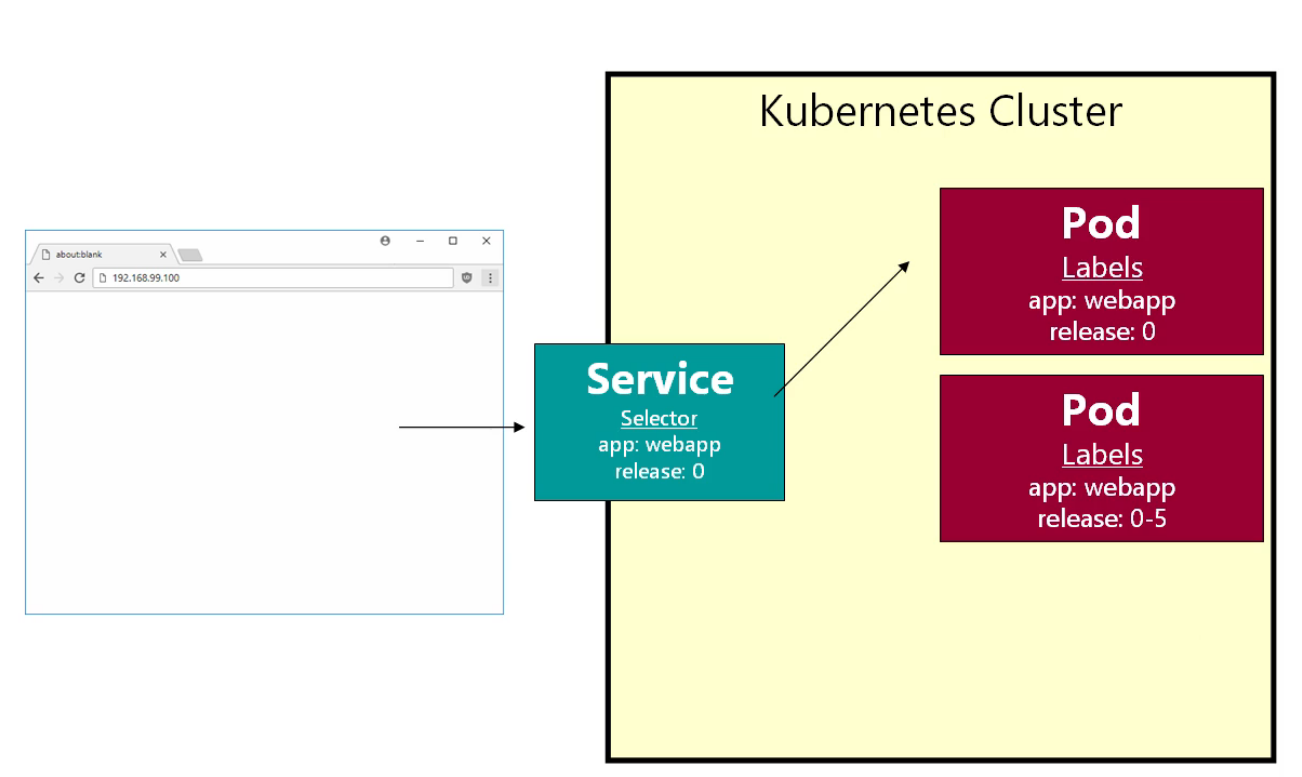 Kubernetes Cluster
about:blank
192.168.99.100
Service
Selector
app: webapp
release: 0
Pod
Labels
app: webapp
release: 0
Pod
Labels
app: webapp
release: 0-5